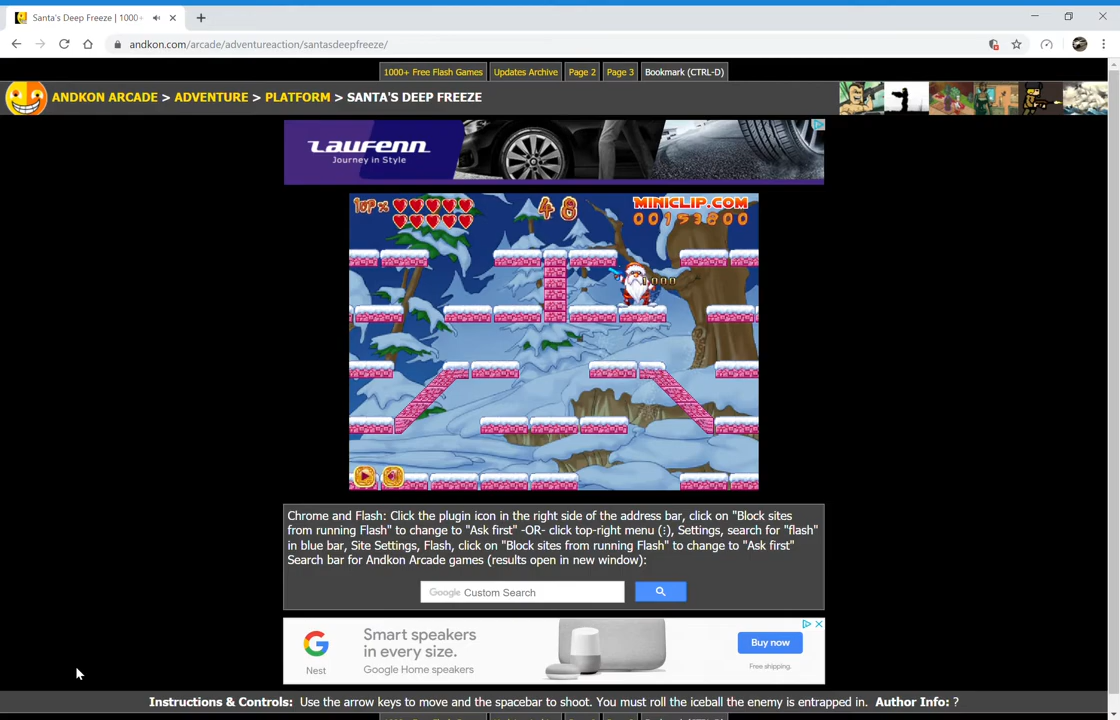 Santa's Deep Freeze | 1000+
andkon.com/arcade/adventureaction/santasdeepfreeze/
1000+ Free Flash Games Updates Archive Page 2 Page 3 Bookmark (CTRL-D)
ANDKON ARCADE > ADVENTURE > PLATFORM > SANTA'S DEEP FREEZE
LAUFENN
Journey in Style
48 MINICLIP.COM
00153800
1000
Chrome and Flash: Click the plugin icon in the right side of the address bar, click on "Block sites
from running Flash" to change to "Ask first" -OR- click top-right menu (⋮), Settings, search for "flash"
in blue bar, Site Settings, Flash, click on "Block sites from running Flash" to change to "Ask first"
Search bar for Andkon Arcade games (results open in new window):
Google Custom Search
Smart speakers
in every size.
Google Home speakers
Nest
Buy now
Free shipping.
Instructions & Controls: Use the arrow keys to move and the spacebar to shoot. You must roll the iceball the enemy is entrapped in. Author Info: ?